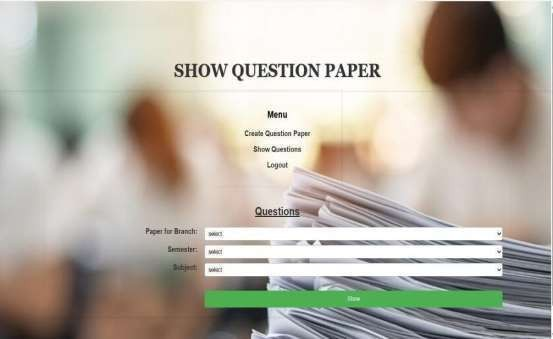 SHOW QUESTION PAPER
Menu
Create Question Paper
Show Questions
Logout
Questions
Paper for Branch: select
Semester: select
Subject: select
Show